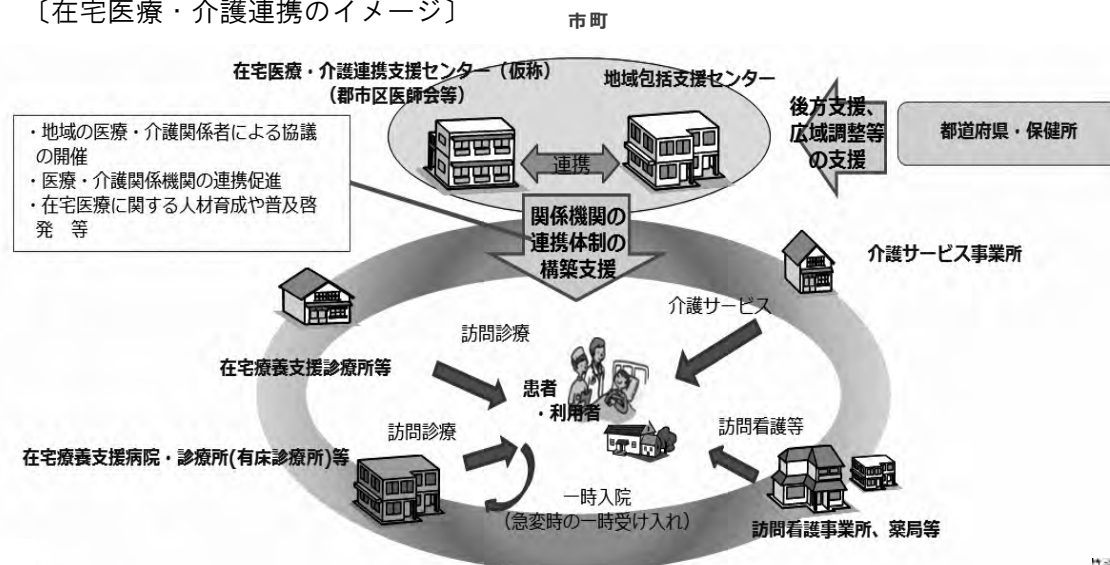 〔在宅医療・介護連携のイメージ〕
市町
在宅医療・介護連携支援センター（仮称）
（郡市区医師会等）
地域包括支援センター
連携
後方支援、
広域調整等
の支援
都道府県・保健所
・地域の医療・介護関係者による協議
の開催
・医療・介護関係機関の連携促進
・在宅医療に関する人材育成や普及啓
発　等
関係機関の
連携体制の
構築支援
介護サービス事業所
介護サービス
訪問診療
在宅療養支援診療所等
患者
・利用者
訪問診療
訪問看護等
在宅療養支援病院・診療所(有床診療所)等
一時入院
（急変時の一時受け入れ）
訪問看護事業所、薬局等